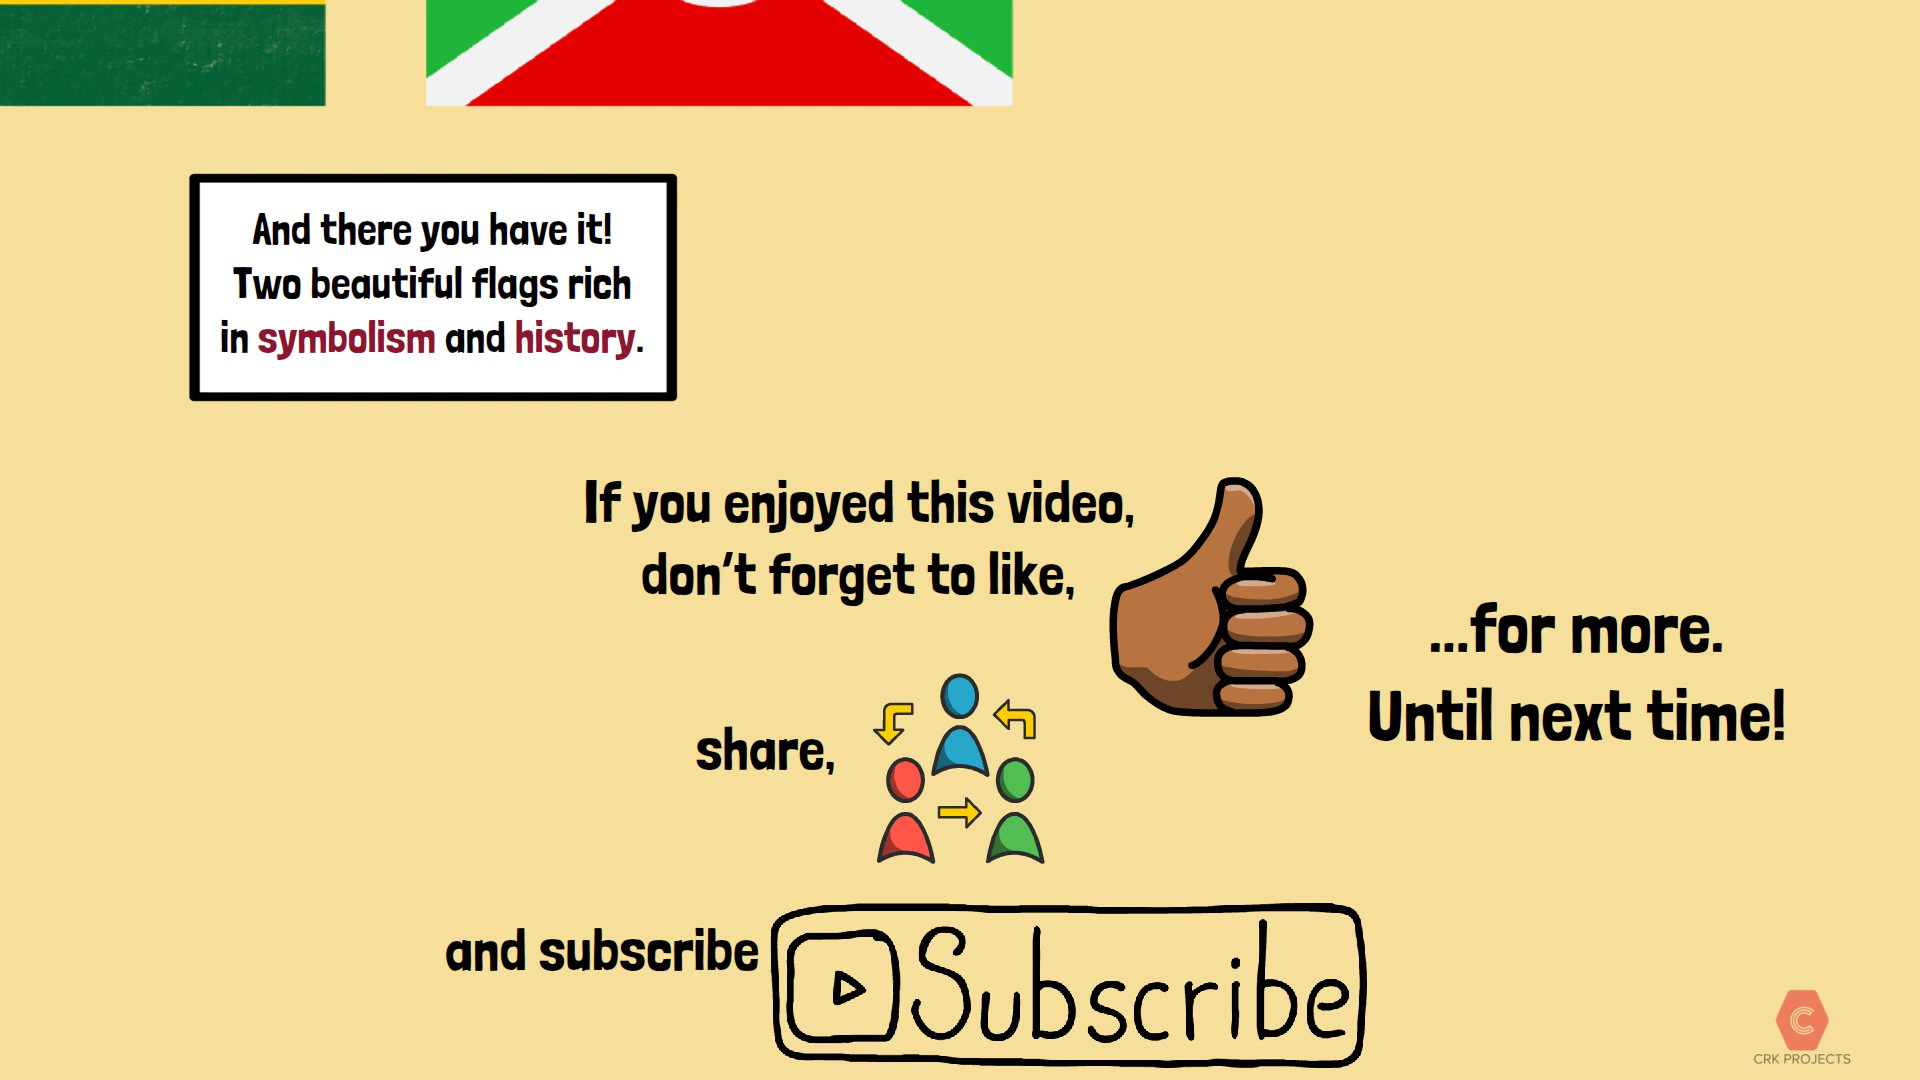 And there you have it!
Two beautiful flags rich
in symbolism and history.
If you enjoyed this video,
don't forget to like,
share,
and subscribe
Subscribe
...for more.
Until next time!
C
CRK PROJECTS